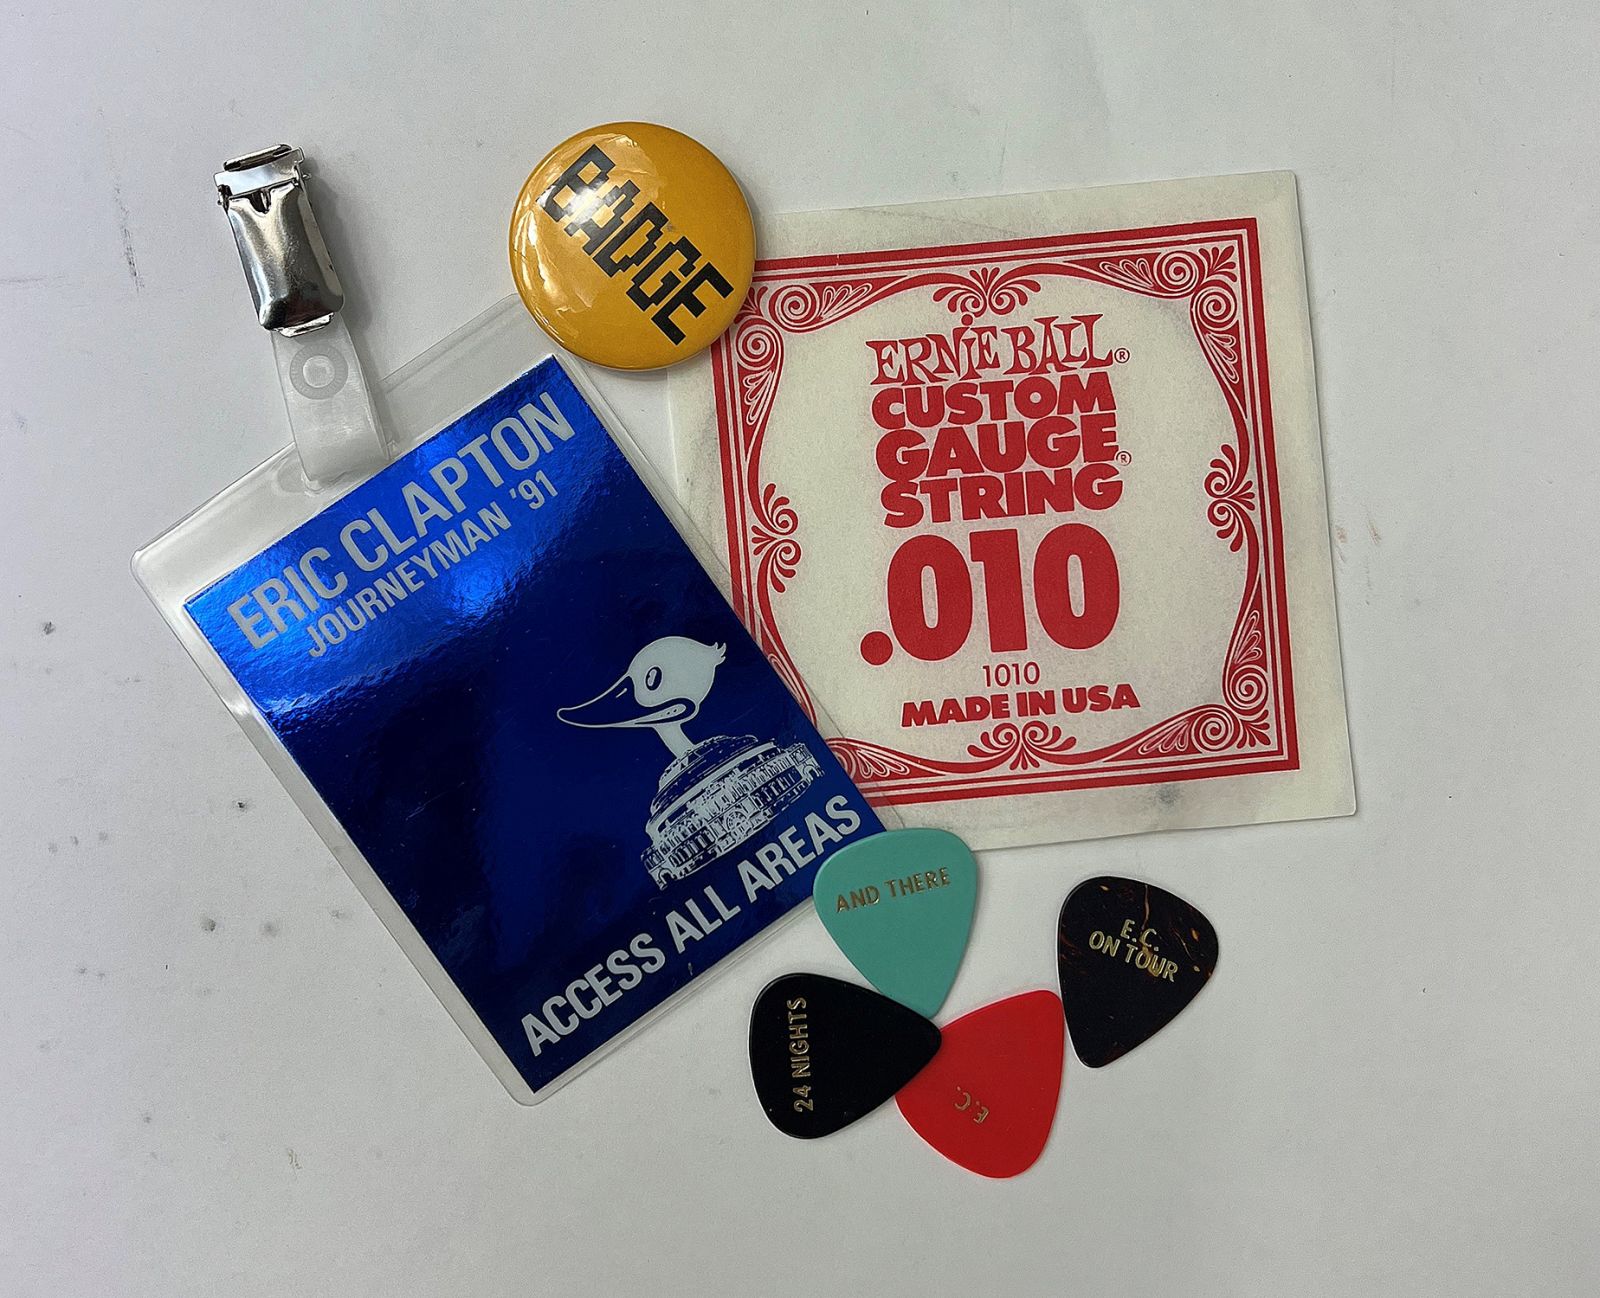 BADGE
ERIC CLAPTON
JOURNEYMAN '91
ACCESS ALL AREAS
ERNIE BALL®
CUSTOM
GAUGE®
STRING
.010
1010
MADE IN USA
AND THERE
E.C.
ON TOUR
24 NIGHTS
E.C.